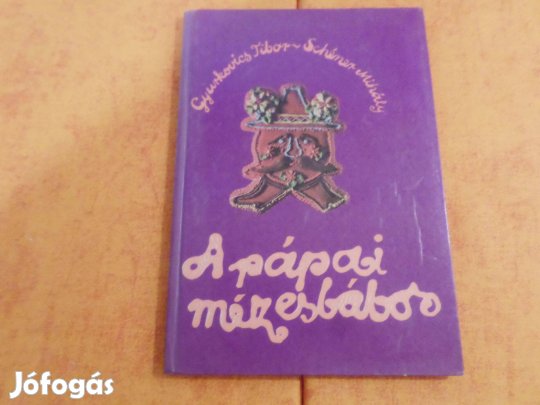 Gyurkovics Tibor ~ Schéner Mihály
A pápai
mézesbábos
Jófogás